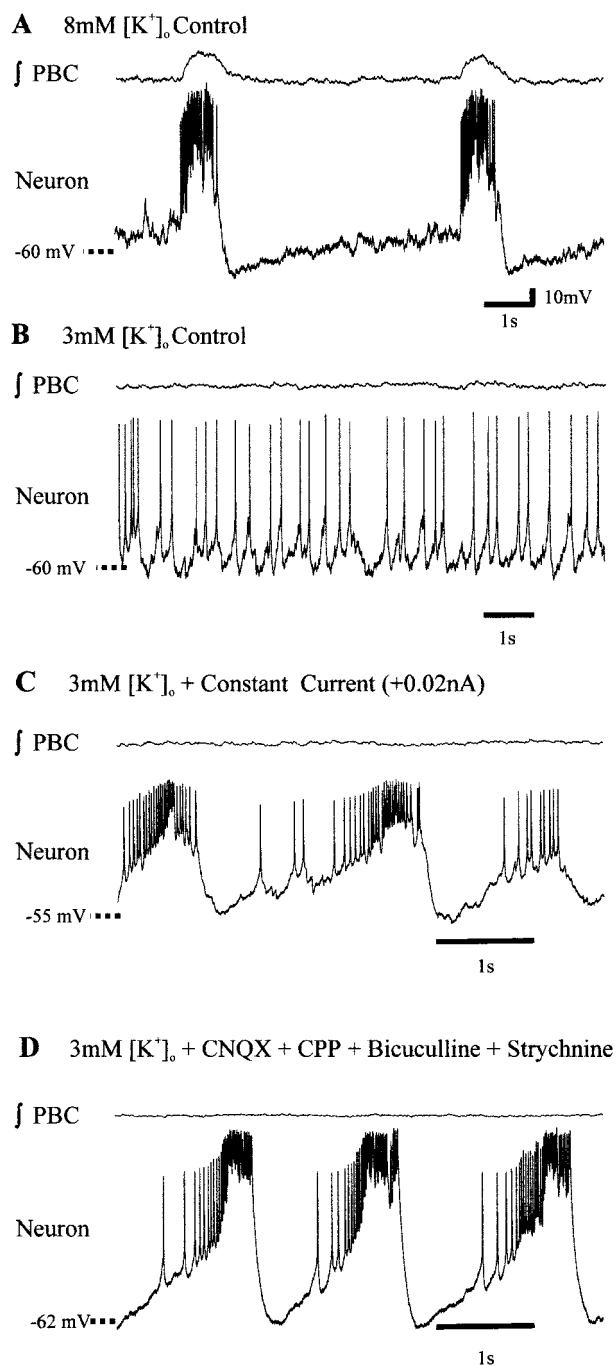 A 8mM [K⁺]ₒ Control
∫ PBC
Neuron
-60 mV
10mV
1s
B 3mM [K⁺]ₒ Control
∫ PBC
Neuron
-60 mV
1s
C 3mM [K⁺]ₒ + Constant Current (+0.02nA)
∫ PBC
Neuron
-55 mV
1s
D 3mM [K⁺]ₒ + CNQX + CPP + Bicuculline + Strychnine
∫ PBC
Neuron
-62 mV
1s